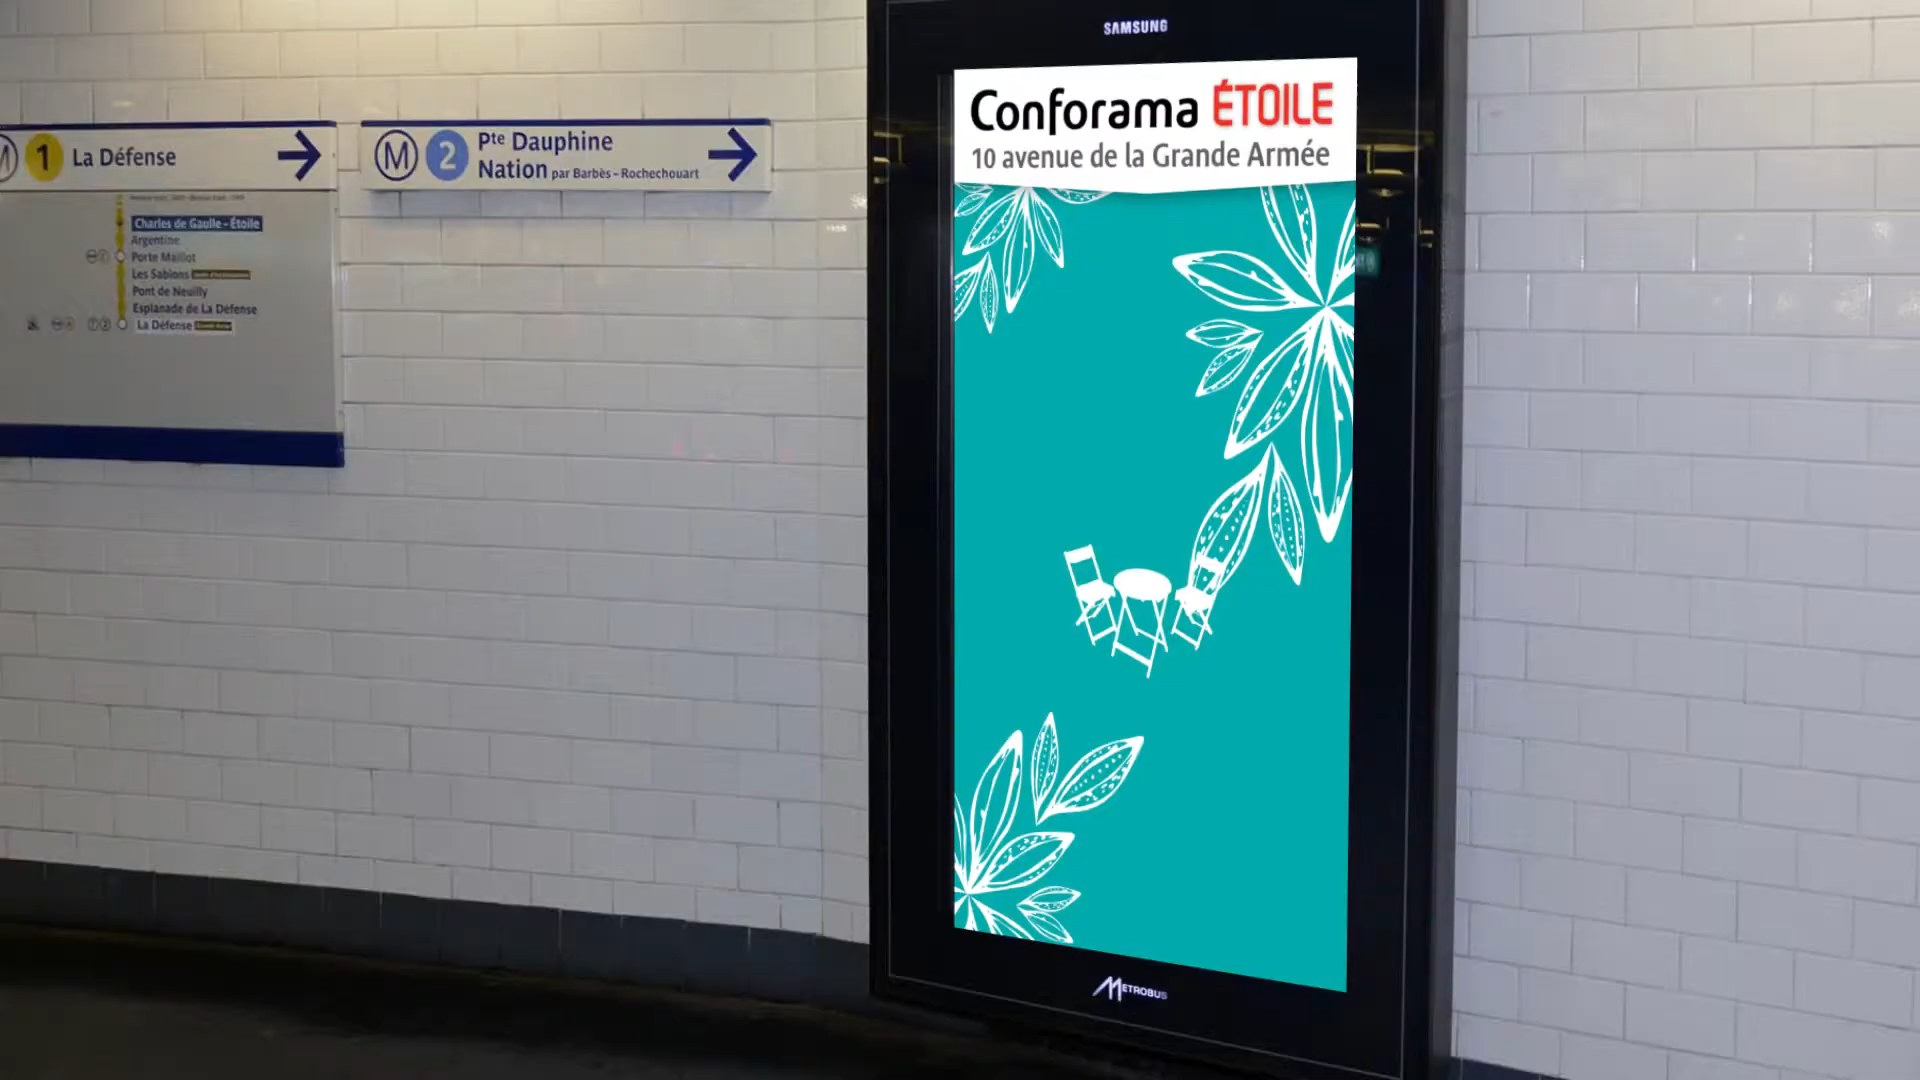 M 1 La Défense
Charles de Gaulle - Étoile
Argentine
Porte Maillot
Les Sablons
Pont de Neuilly
Esplanade de La Défense
La Défense
M 2 Pte Dauphine
Nation par Barbès - Rochechouart
SAMSUNG
Conforama ÉTOILE
10 avenue de la Grande Armée
METROBUS